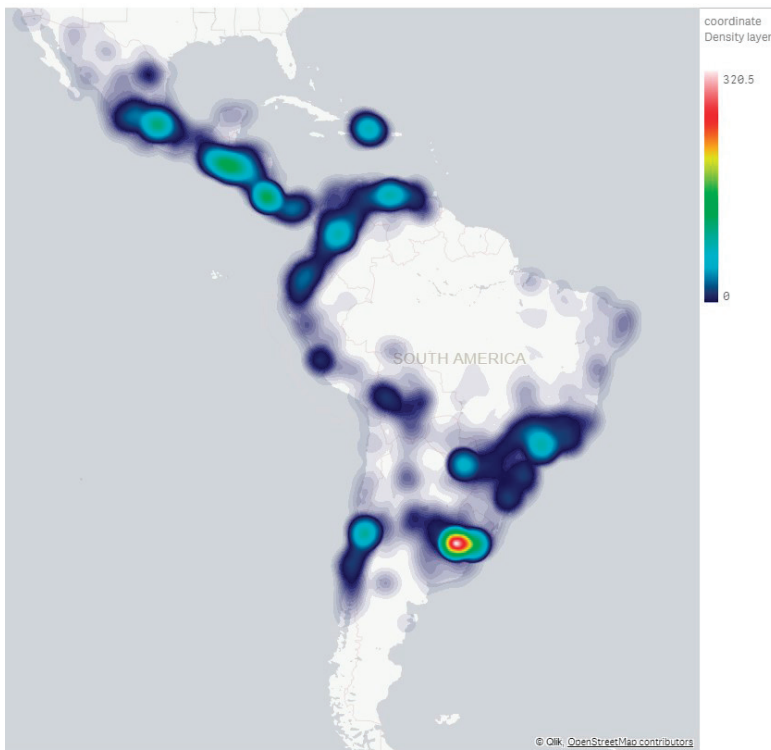 coordinate
Density layer
320.5
0
SOUTH AMERICA
© Qlik, OpenStreetMap contributors